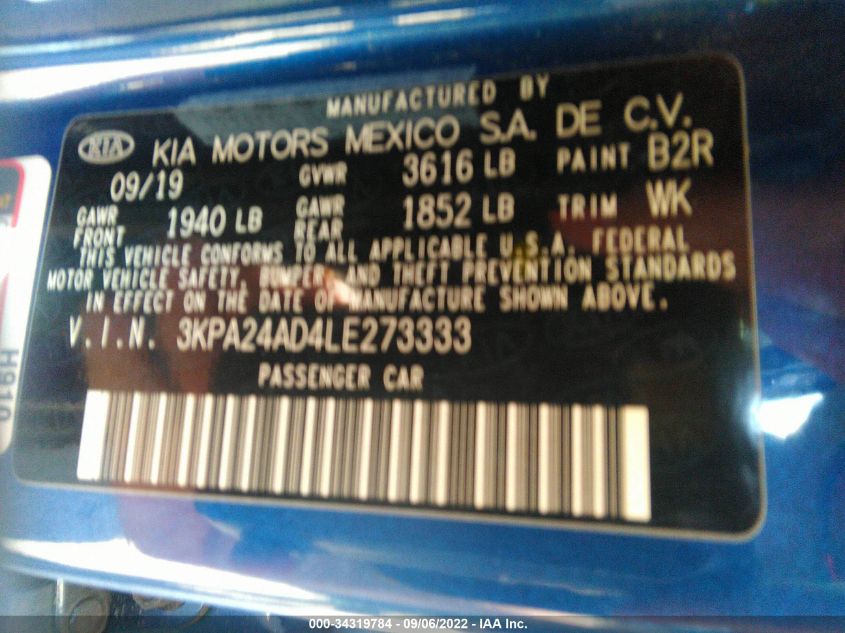 MANUFACTURED BY
KIA KIA MOTORS MEXICO S.A. DE C.V.
09/19 GVWR 3616 LB PAINT B2R
GAWR FRONT 1940 LB GAWR REAR 1852 LB TRIM WK
THIS VEHICLE CONFORMS TO ALL APPLICABLE U.S.A. FEDERAL
MOTOR VEHICLE SAFETY, BUMPER, AND THEFT PREVENTION STANDARDS
IN EFFECT ON THE DATE OF MANUFACTURE SHOWN ABOVE.
V.I.N. 3KPA24AD4LE273333
PASSENGER CAR
H910
000-34319784 - 09/06/2022 - IAA Inc.